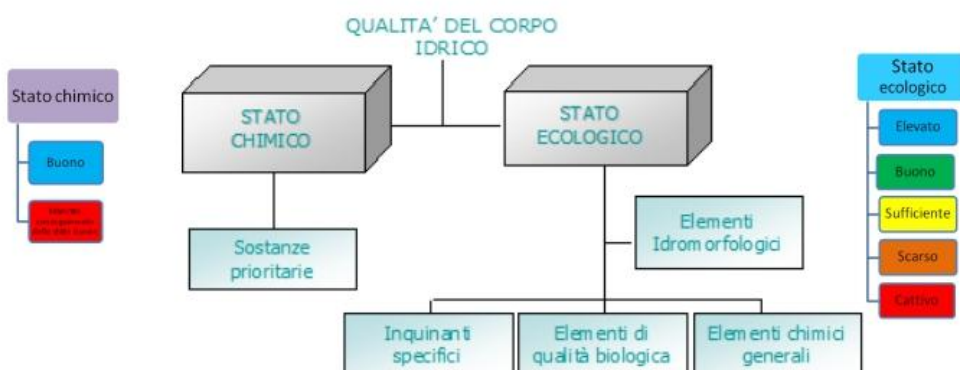 QUALITA' DEL CORPO
IDRICO
Stato chimico
Buono
STATO
CHIMICO
STATO
ECOLOGICO
Sostanze
prioritarie
Elementi
Idromorfologici
Inquinanti
specifici
Elementi di
qualità biologica
Elementi chimici
generali
Stato
ecologico
Elevato
Buono
Sufficiente
Scarso
Cattivo